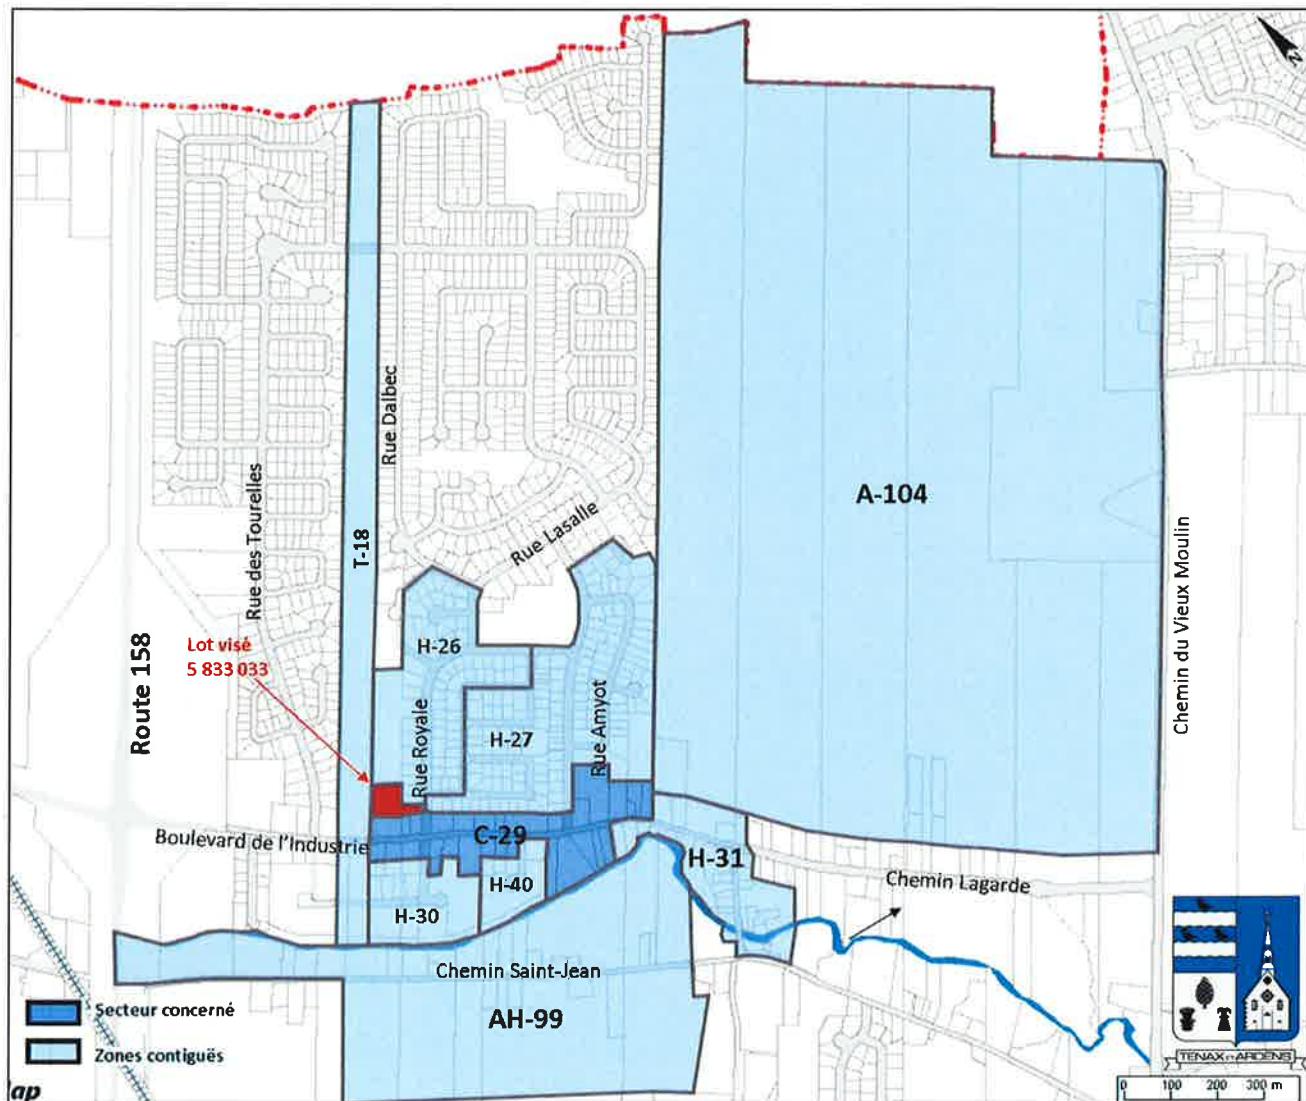 N
Rue Dalbec
A-104
Rue des Tourelles
T-18
Rue Lasalle
Chemin du Vieux Moulin
Route 158
Lot visé
5 833 033
H-26
Rue Royale
H-27
Rue Amyot
Boulevard de l'Industrie
C-29
H-31
H-40
Chemin Lagarde
H-30
Chemin Saint-Jean
AH-99
Secteur concerné
Zones contiguës
TENAX ET ARDENS
0 100 200 300 m